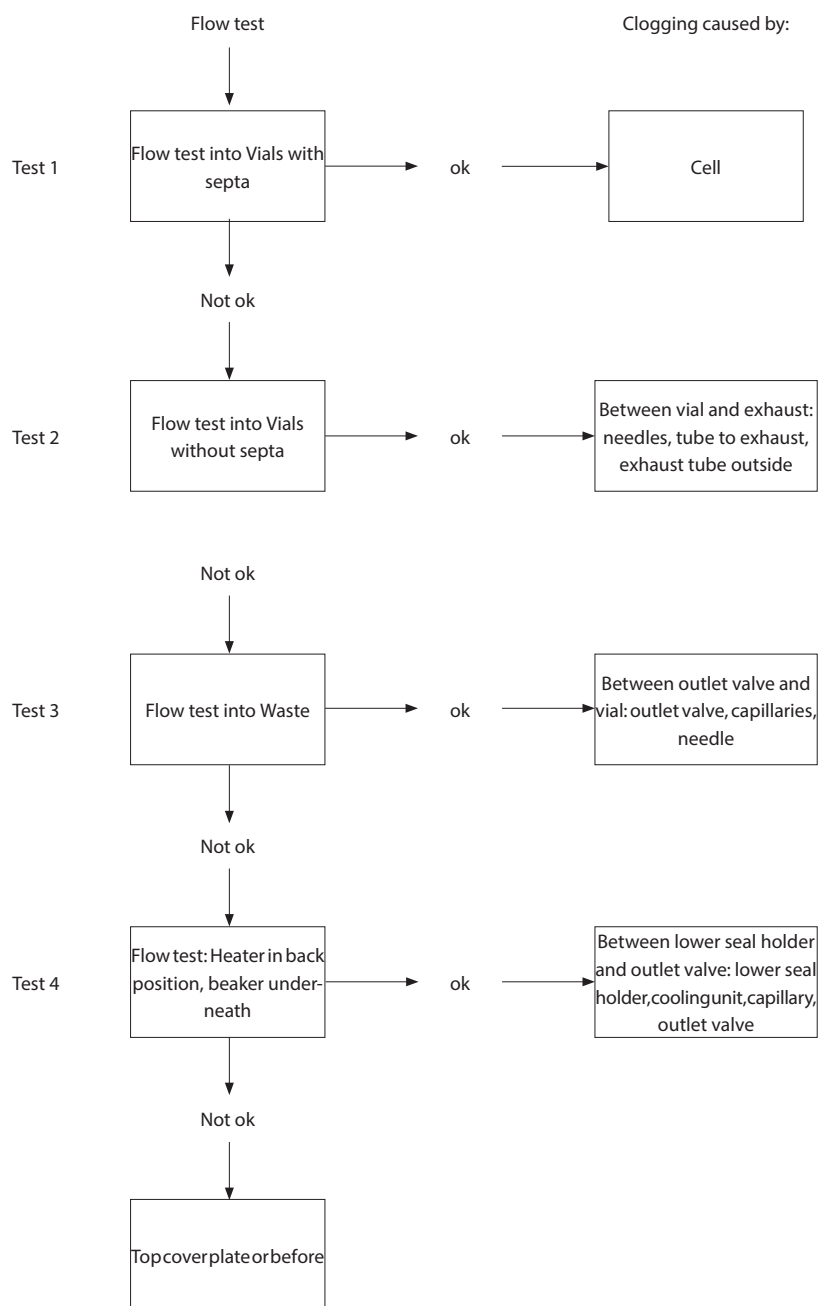 Flow test
Clogging caused by:
Test 1
Flow test into Vials with
septa
ok
Cell
Not ok
Test 2
Flow test into Vials
without septa
ok
Between vial and exhaust:
needles, tube to exhaust,
exhaust tube outside
Not ok
Test 3
Flow test into Waste
ok
Between outlet valve and
vial: outlet valve, capillaries,
needle
Not ok
Test 4
Flow test: Heater in back
position, beaker under-
neath
ok
Between lower seal holder
and outlet valve: lower seal
holder, cooling unit, capillary,
outlet valve
Not ok
Top cover plate or before